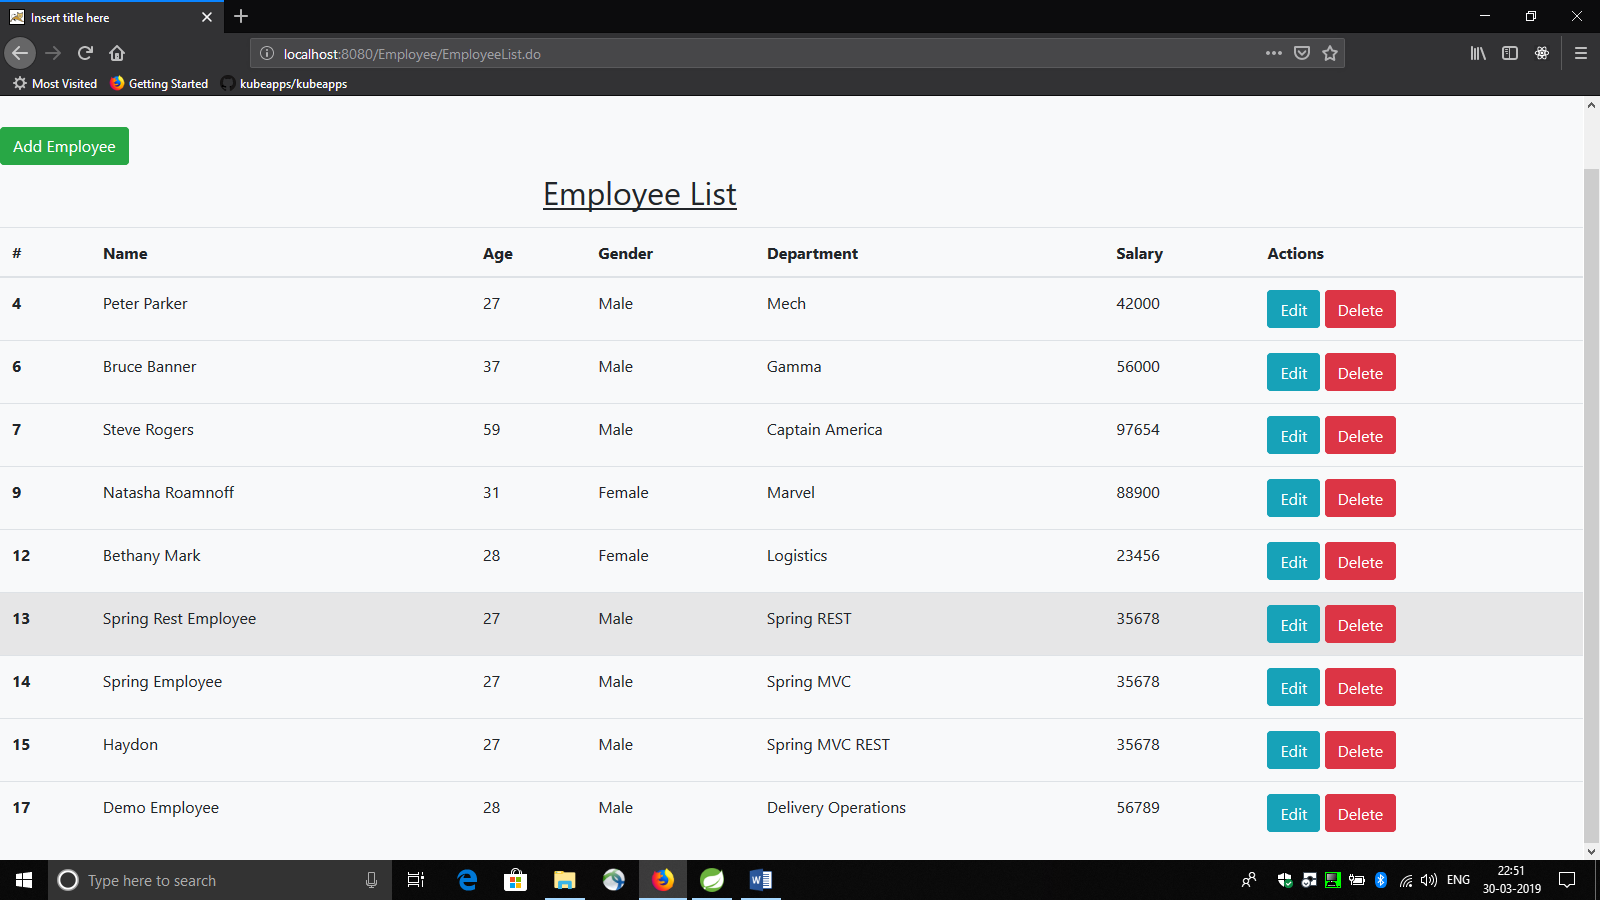 Insert title here
localhost:8080/Employee/EmployeeList.do
Most Visited Getting Started kubeapps/kubeapps
Add Employee
Employee List
# Name Age Gender Department Salary Actions
4 Peter Parker 27 Male Mech 42000 Edit Delete
6 Bruce Banner 37 Male Gamma 56000 Edit Delete
7 Steve Rogers 59 Male Captain America 97654 Edit Delete
9 Natasha Roamnoff 31 Female Marvel 88900 Edit Delete
12 Bethany Mark 28 Female Logistics 23456 Edit Delete
13 Spring Rest Employee 27 Male Spring REST 35678 Edit Delete
14 Spring Employee 27 Male Spring MVC 35678 Edit Delete
15 Haydon 27 Male Spring MVC REST 35678 Edit Delete
17 Demo Employee 28 Male Delivery Operations 56789 Edit Delete
Type here to search ENG 22:51
30-03-2019